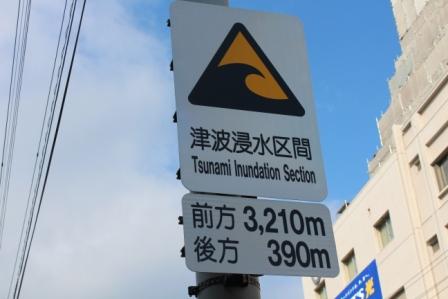 津波浸水区間
Tsunami Inundation Section
前方 3,210m
後方 390m